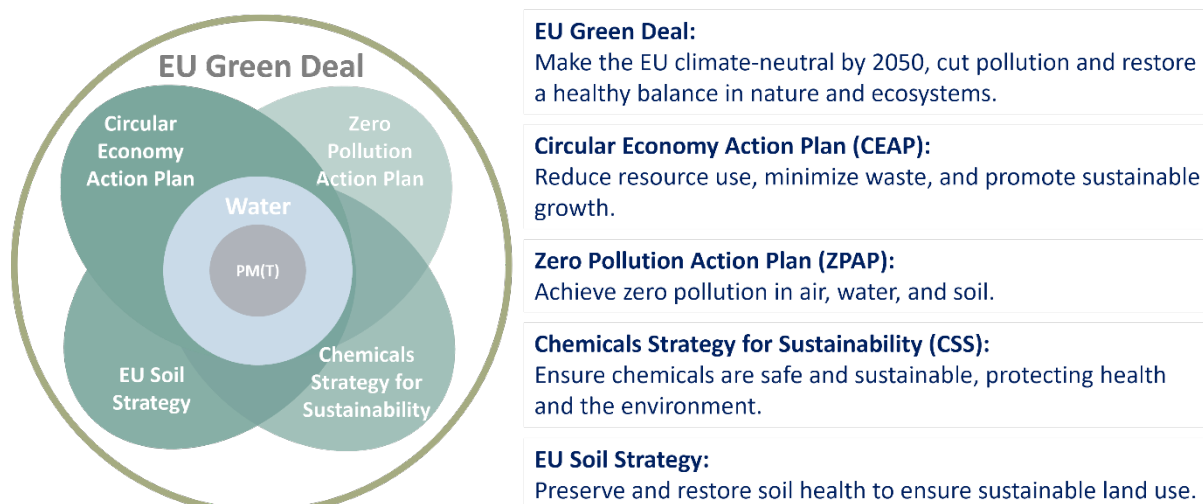 EU Green Deal
Circular
Economy
Action Plan
Zero
Pollution
Action Plan
Water
PM(T)
EU Soil
Strategy
Chemicals
Strategy for
Sustainability
EU Green Deal:
Make the EU climate-neutral by 2050, cut pollution and restore
a healthy balance in nature and ecosystems.
Circular Economy Action Plan (CEAP):
Reduce resource use, minimize waste, and promote sustainable
growth.
Zero Pollution Action Plan (ZPAP):
Achieve zero pollution in air, water, and soil.
Chemicals Strategy for Sustainability (CSS):
Ensure chemicals are safe and sustainable, protecting health
and the environment.
EU Soil Strategy:
Preserve and restore soil health to ensure sustainable land use.